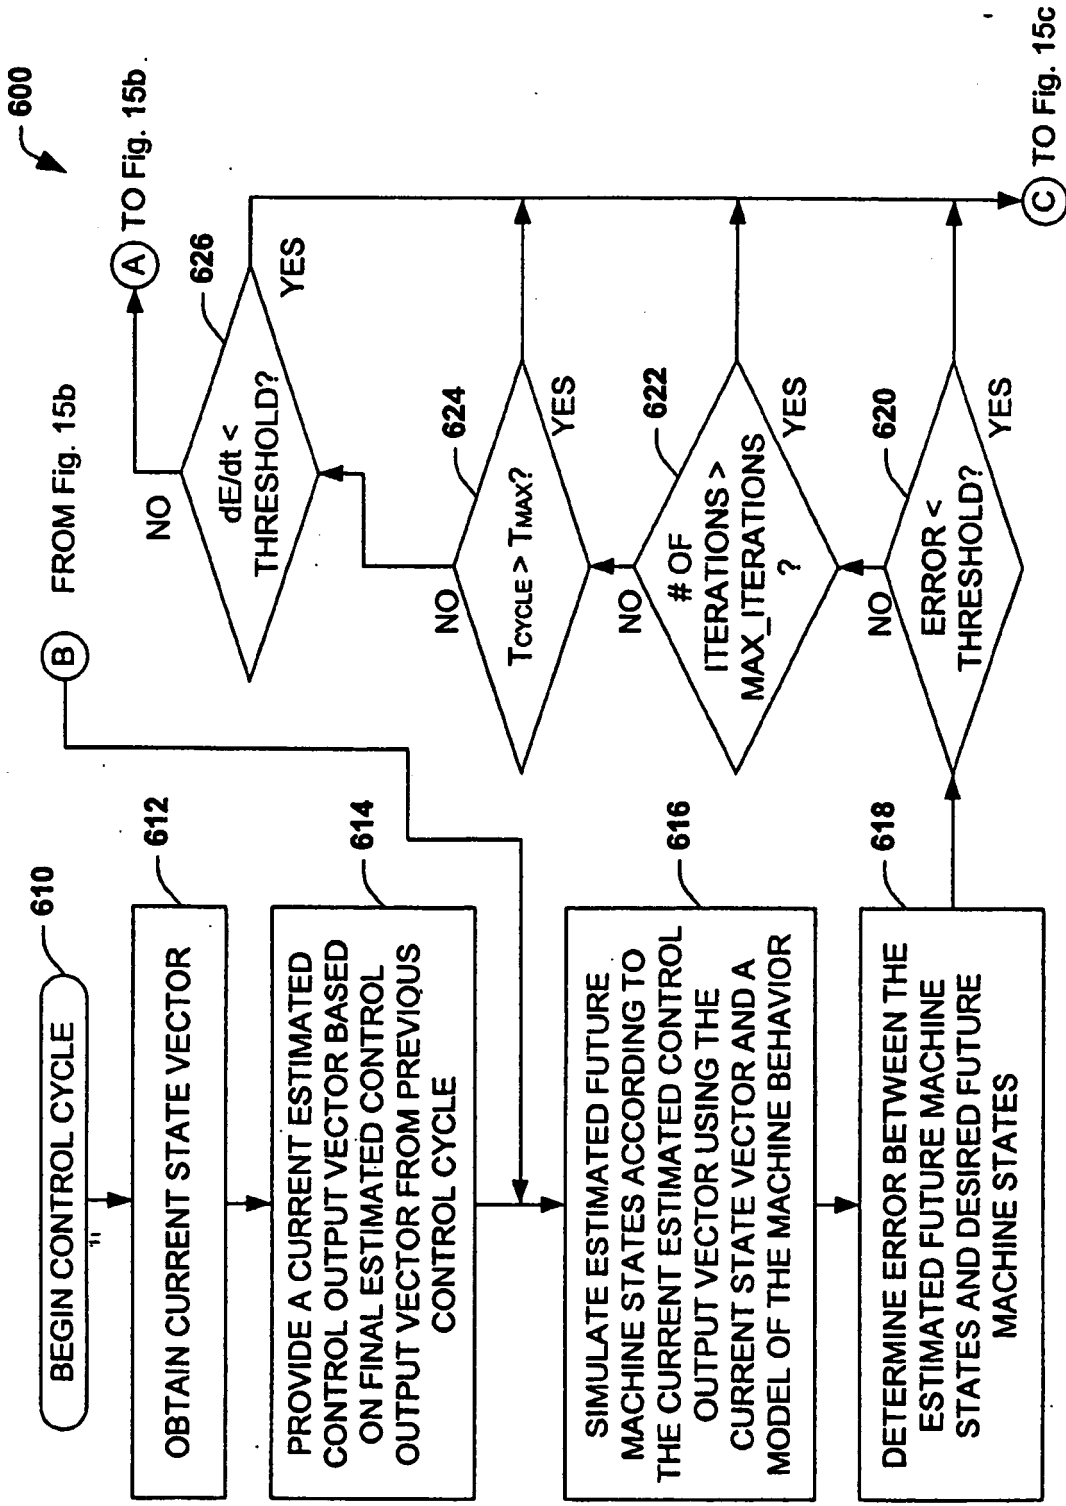 600
BEGIN CONTROL CYCLE
610
OBTAIN CURRENT STATE VECTOR
612
PROVIDE A CURRENT ESTIMATED
CONTROL OUTPUT VECTOR BASED
ON FINAL ESTIMATED CONTROL
OUTPUT VECTOR FROM PREVIOUS
CONTROL CYCLE
614
B
FROM Fig. 15b
SIMULATE ESTIMATED FUTURE
MACHINE STATES ACCORDING TO
THE CURRENT ESTIMATED CONTROL
OUTPUT VECTOR USING THE
CURRENT STATE VECTOR AND A
MODEL OF THE MACHINE BEHAVIOR
616
DETERMINE ERROR BETWEEN THE
ESTIMATED FUTURE MACHINE
STATES AND DESIRED FUTURE
MACHINE STATES
618
ERROR <
THRESHOLD?
620
YES
NO
# OF
ITERATIONS >
MAX_ITERATIONS
?
622
YES
NO
TCYCLE > TMAX?
624
YES
NO
dE/dt <
THRESHOLD?
626
YES
NO
A
TO Fig. 15b
C
TO Fig. 15c